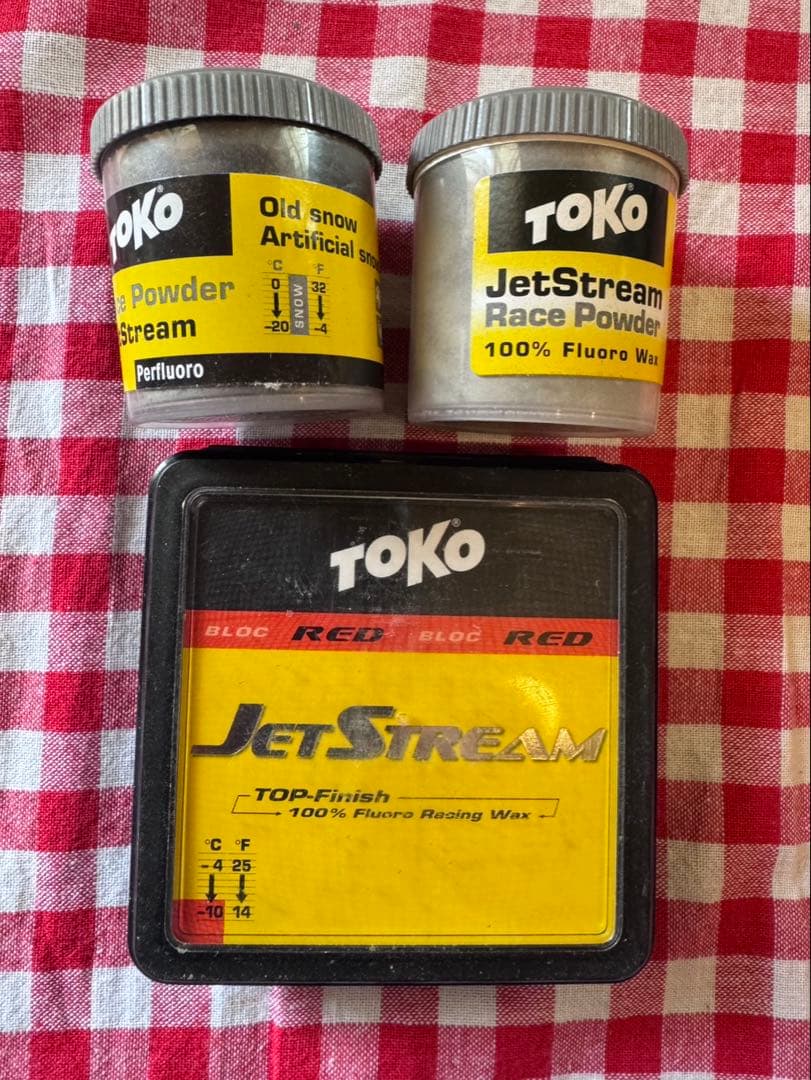 TOKO
Old snow
Artificial snow
°C °F
0 32
SNOW
-20 -4
Powder
Stream
Perfluoro
TOKO
JetStream
Race Powder
100% Fluoro Wax
TOKO
BLOC RED BLOC RED
JETSTREAM
TOP-Finish
100% Fluoro Racing Wax
°C °F
-4 25
-10 14